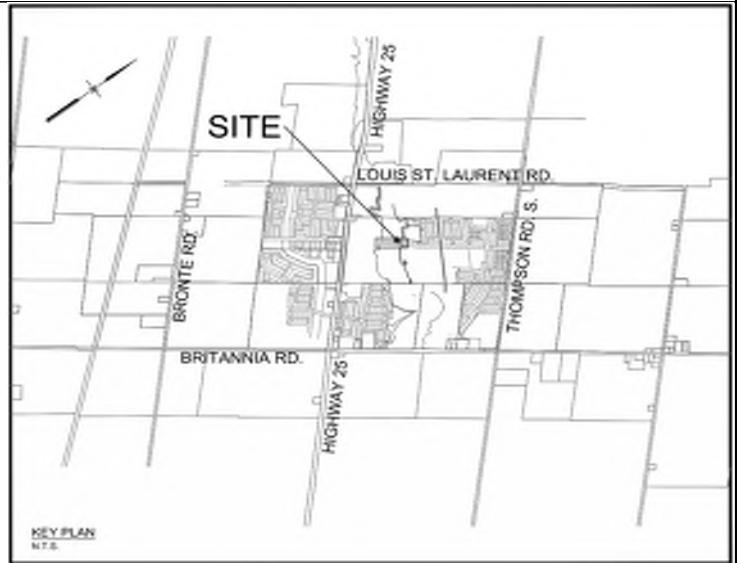 HIGHWAY 25
SITE
LOUIS ST. LAURENT RD.
BRONTE RD.
THOMPSON RD. S.
BRITANNIA RD.
HIGHWAY 25
KEY PLAN
N.T.S.